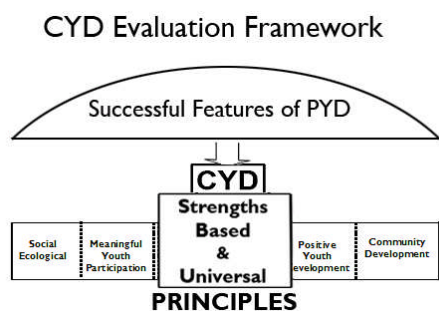 CYD Evaluation Framework
Successful Features of PYD
CYD
Strengths
Based
&
Universal
PRINCIPLES
Social
Ecological
Meaningful
Youth
Participation
Positive
Youth
evelopment
Community
Development